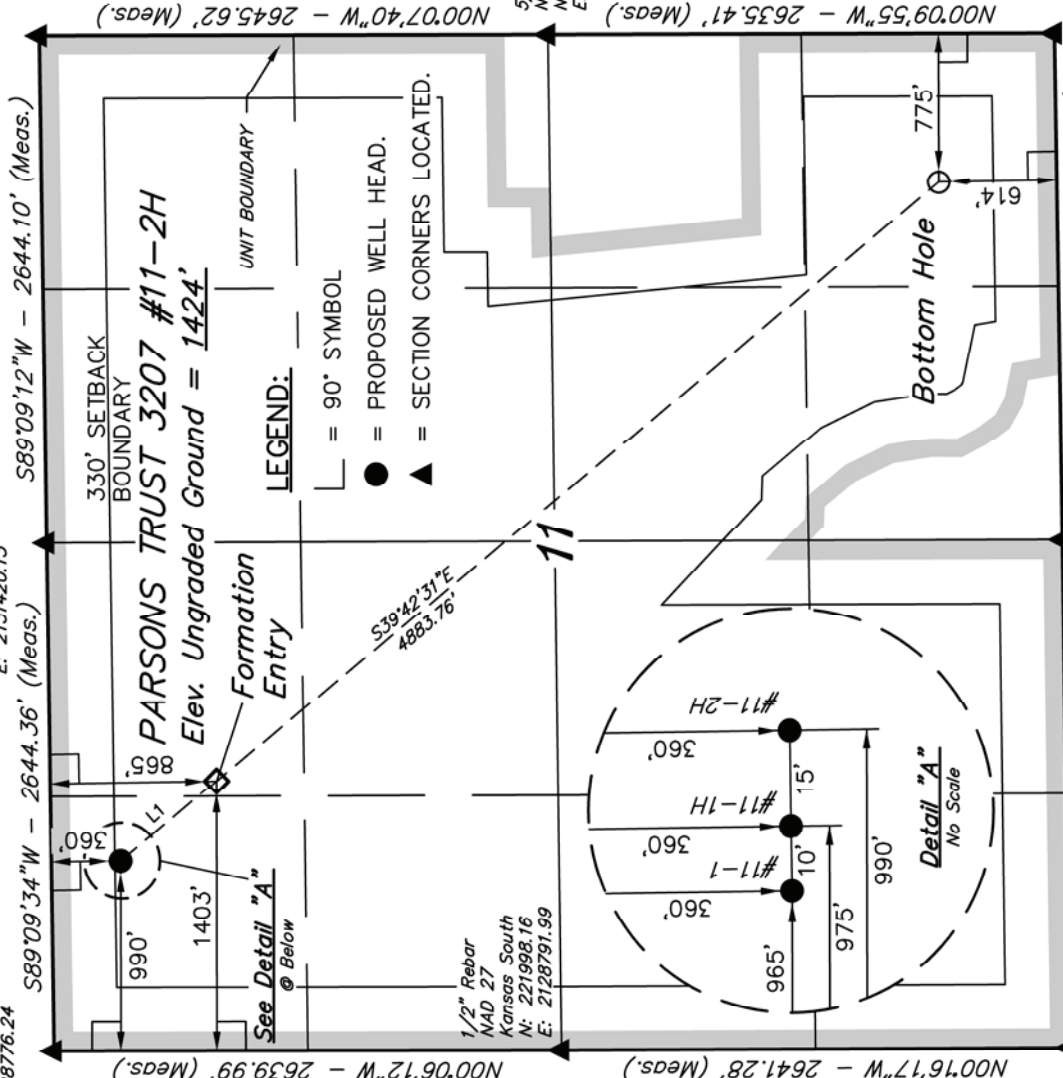 8776.24
E: 2131426.15
S89°09'34"W – 2644.36' (Meas.)
S89°09'12"W – 2644.10' (Meas.)
N00°07'40"W – 2645.62' (Meas.)
N00°09'55"W – 2635.41' (Meas.)
N00°06'12"W – 2639.99' (Meas.)
N00°16'17"W – 2641.28' (Meas.)
330' SETBACK
BOUNDARY
PARSONS TRUST 3207 #11-2H
Elev. Ungraded Ground = 1424'
UNIT BOUNDARY
LEGEND:
= 90° SYMBOL
= PROPOSED WELL HEAD.
= SECTION CORNERS LOCATED.
360'
865'
L1
990'
1403'
Formation
Entry
See Detail "A"
@ Below
S39°42'31"E
4883.76'
11
1/2" Rebar
NAD 27
Kansas South
N: 221998.16
E: 2128791.99
360'
360'
360'
#11-1
#11-1H
#11-2H
965'
10'
15'
975'
990'
Detail "A"
No Scale
Bottom Hole
775'
614'
5,
N
N
E